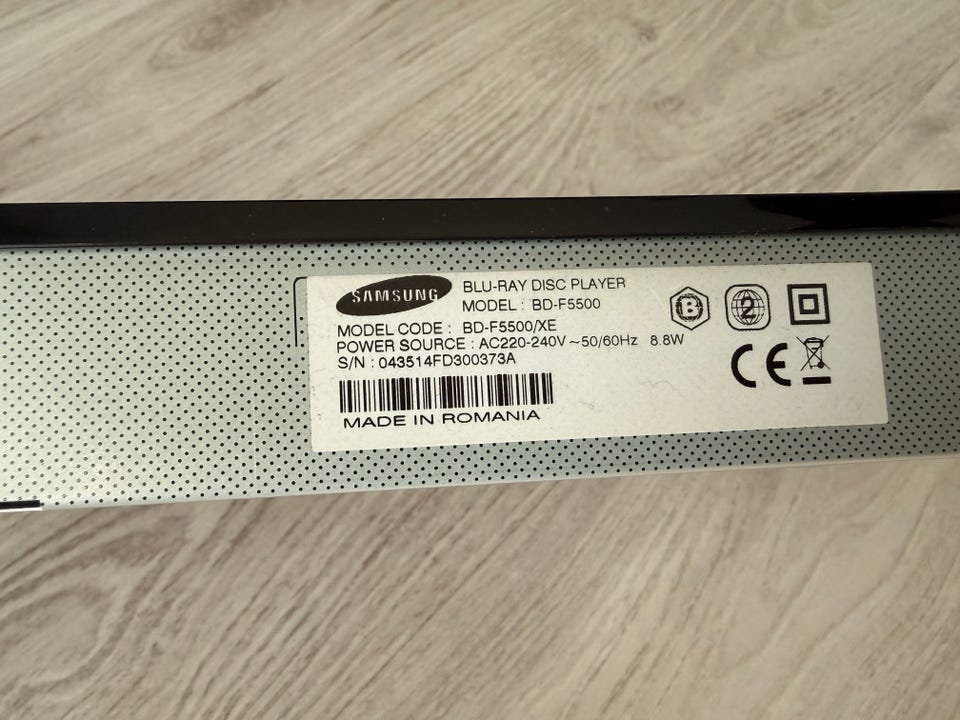 SAMSUNG
BLU-RAY DISC PLAYER
MODEL : BD-F5500
MODEL CODE : BD-F5500/XE
POWER SOURCE : AC220-240V ~50/60Hz 8.8W
S/N : 043514FD300373A
MADE IN ROMANIA
B
2
CE